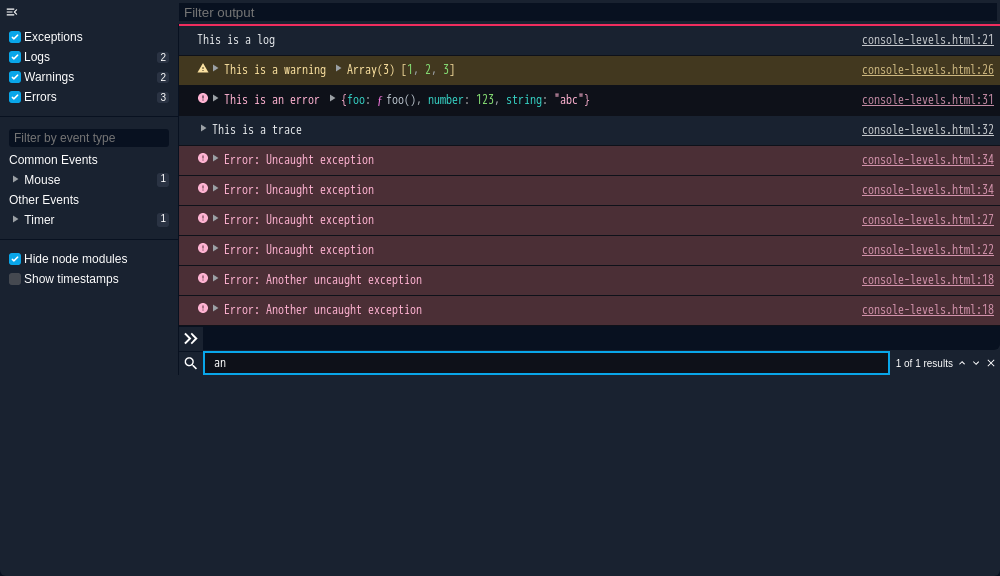 Filter output
Exceptions
Logs 2
Warnings 2
Errors 3
Filter by event type
Common Events
Mouse 1
Other Events
Timer 1
Hide node modules
Show timestamps
This is a log console-levels.html:21
This is a warning Array(3) [1, 2, 3] console-levels.html:26
This is an error {foo: ƒ foo(), number: 123, string: "abc"} console-levels.html:31
This is a trace console-levels.html:32
Error: Uncaught exception console-levels.html:34
Error: Uncaught exception console-levels.html:34
Error: Uncaught exception console-levels.html:27
Error: Uncaught exception console-levels.html:22
Error: Another uncaught exception console-levels.html:18
Error: Another uncaught exception console-levels.html:18
an 1 of 1 results